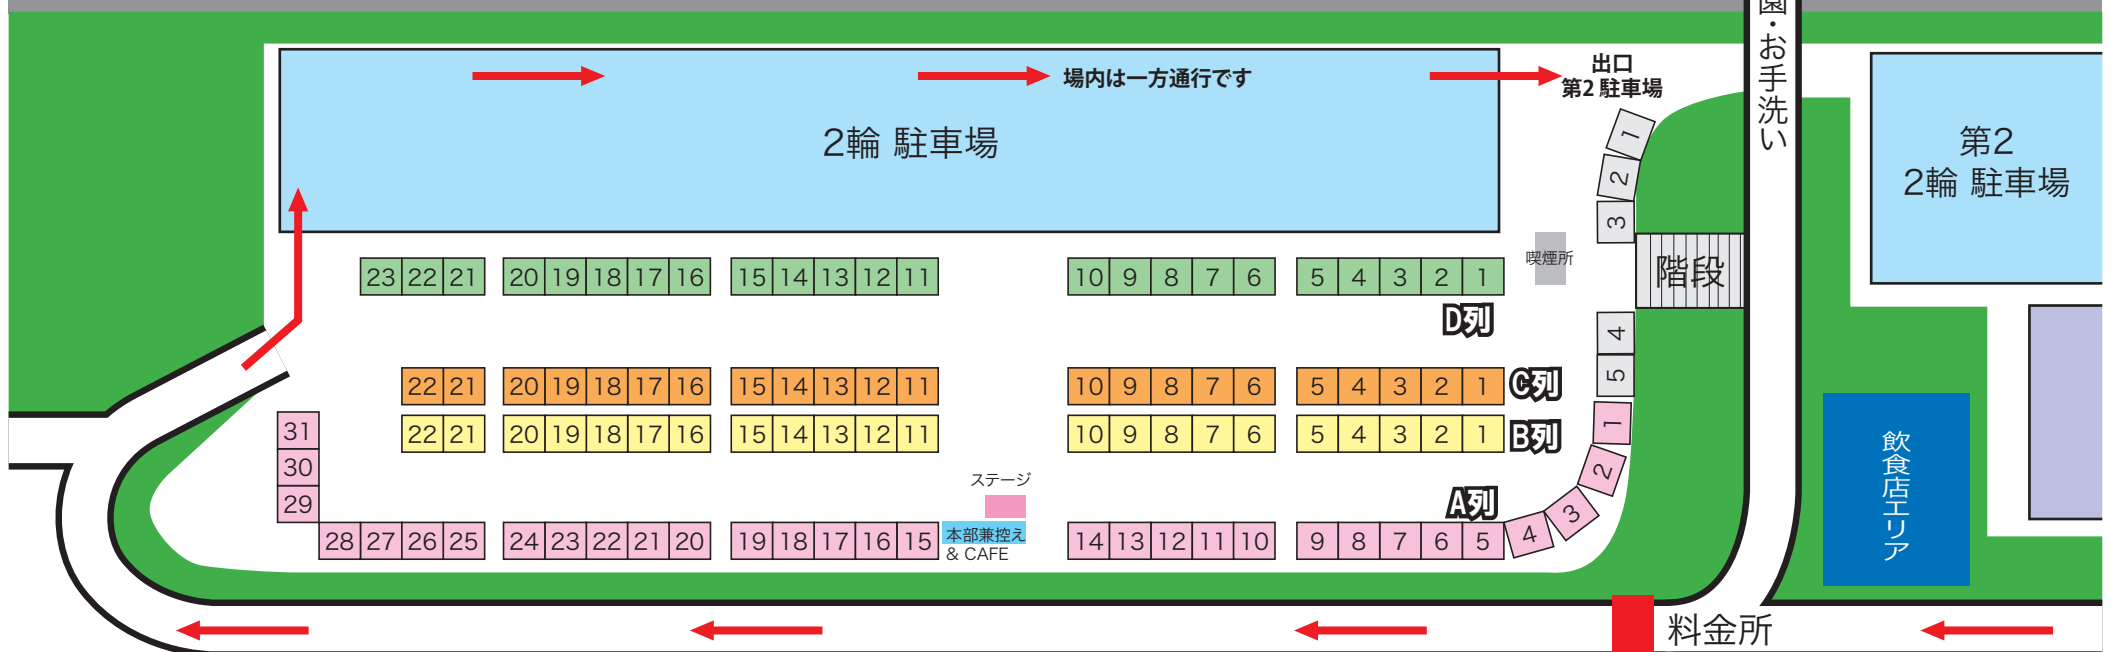 園・お手洗い
場内は一方通行です
出口
第2 駐車場
2輪 駐車場
第2
2輪 駐車場
1
2
3
喫煙所
階段
23 22 21 20 19 18 17 16 15 14 13 12 11 10 9 8 7 6 5 4 3 2 1
D列
4
5
22 21 20 19 18 17 16 15 14 13 12 11 10 9 8 7 6 5 4 3 2 1 C列
22 21 20 19 18 17 16 15 14 13 12 11 10 9 8 7 6 5 4 3 2 1 B列
31
30
29
ステージ
A列
1
2
3
4
28 27 26 25 24 23 22 21 20 19 18 17 16 15 14 13 12 11 10 9 8 7 6 5
本部兼控え
& CAFE
飲食店エリア
料金所